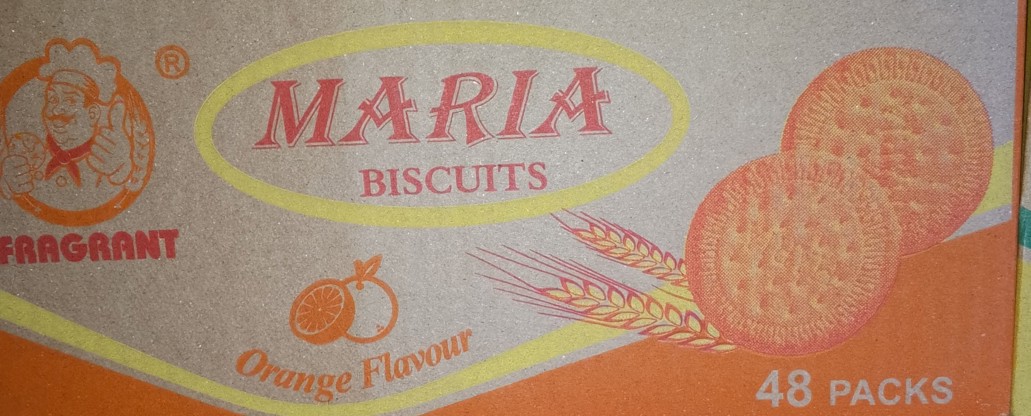 ®
MARIA
BISCUITS
FRAGRANT
Orange Flavour
48 PACKS